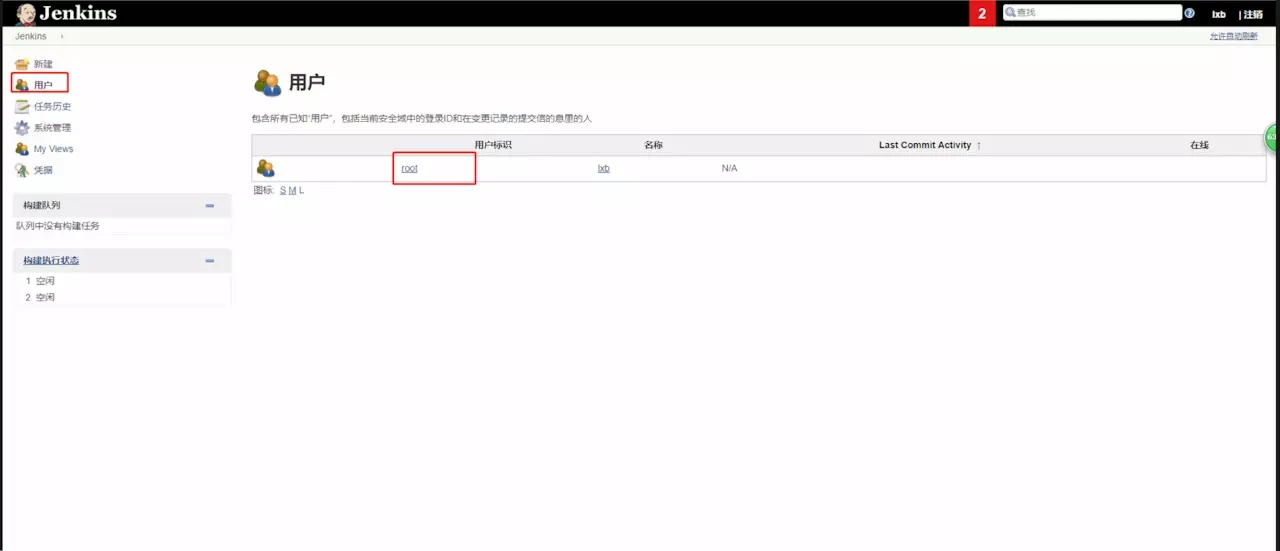 Jenkins
2
查找
lxb
| 注销
Jenkins ›
允许自动刷新
新建
用户
任务历史
系统管理
My Views
凭据
构建队列
队列中没有构建任务
构建执行状态
1 空闲
2 空闲
用户
包含所有已知“用户”，包括当前安全域中的登录ID和在变更记录的提交信的息里的人
用户标识 名称 Last Commit Activity ↑ 在线
root lxb N/A
图标: S M L